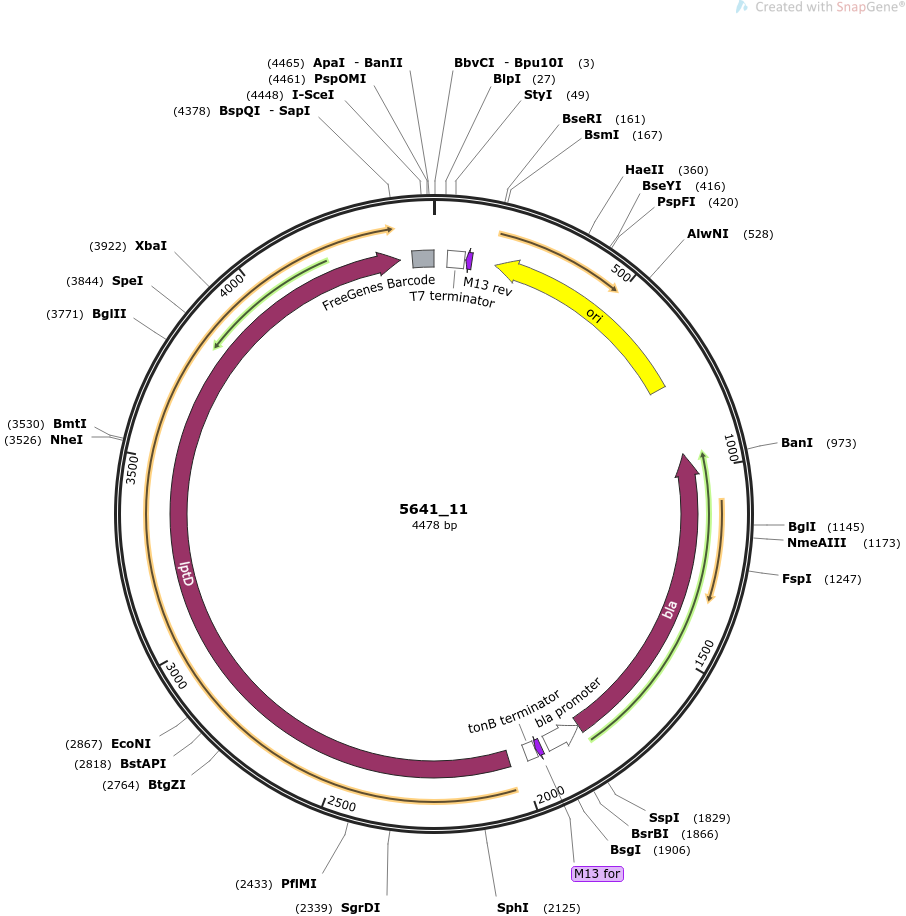 Created with SnapGene®
(4465) ApaI - BanII
(4461) PspOMI
(4448) I-SceI
(4378) BspQI - SapI
BbvCI - Bpu10I (3)
BlpI (27)
StyI (49)
BseRI (161)
BsmI (167)
HaeII (360)
BseYI (416)
PspFI (420)
AlwNI (528)
(3922) XbaI
(3844) SpeI
(3771) BglII
(3530) BmtI
(3526) NheI
4000
500
FreeGenes Barcode
M13 rev
T7 terminator
ori
1000
3500
BanI (973)
5641_11
4478 bp
BglI (1145)
NmeAIII (1173)
FspI (1247)
lptD
bla
1500
3000
tonB terminator
bla promoter
(2867) EcoNI
(2818) BstAPI
(2764) BtgZI
2500
2000
SspI (1829)
BsrBI (1866)
BsgI (1906)
M13 for
(2433) PflMI
(2339) SgrDI
SphI (2125)